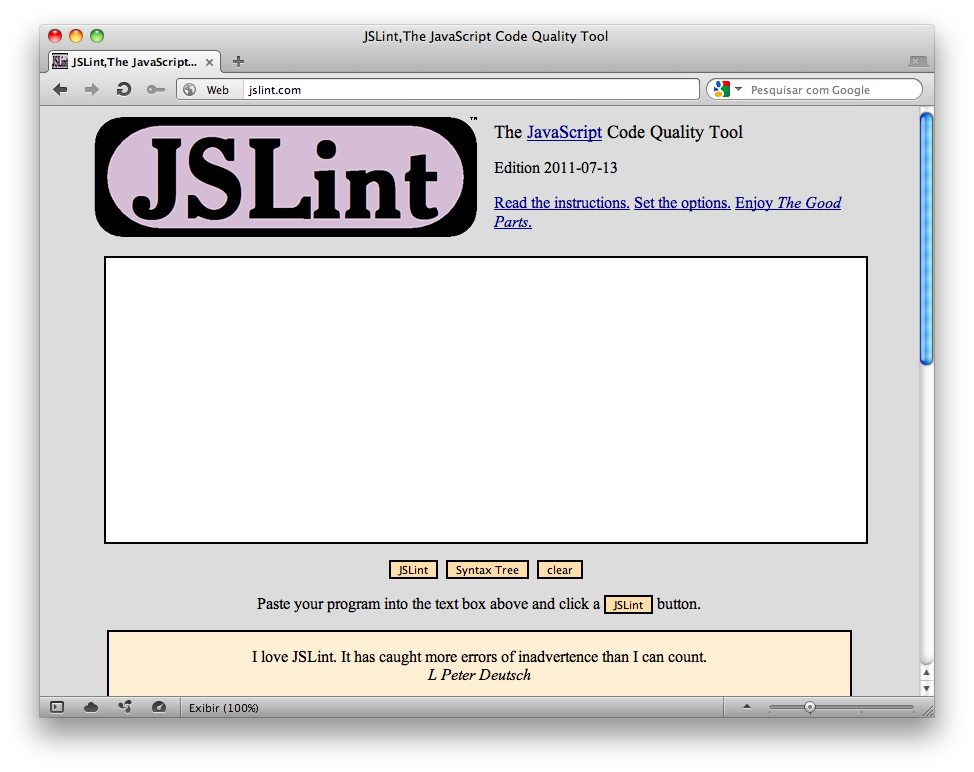 JSLint,The JavaScript Code Quality Tool
JSLint,The JavaScript...
Web jslint.com Pesquisar com Google
JSLint ™
The JavaScript Code Quality Tool
Edition 2011-07-13
Read the instructions. Set the options. Enjoy The Good
Parts.
JSLint Syntax Tree clear
Paste your program into the text box above and click a JSLint button.
I love JSLint. It has caught more errors of inadvertence than I can count.
L Peter Deutsch
Exibir (100%)